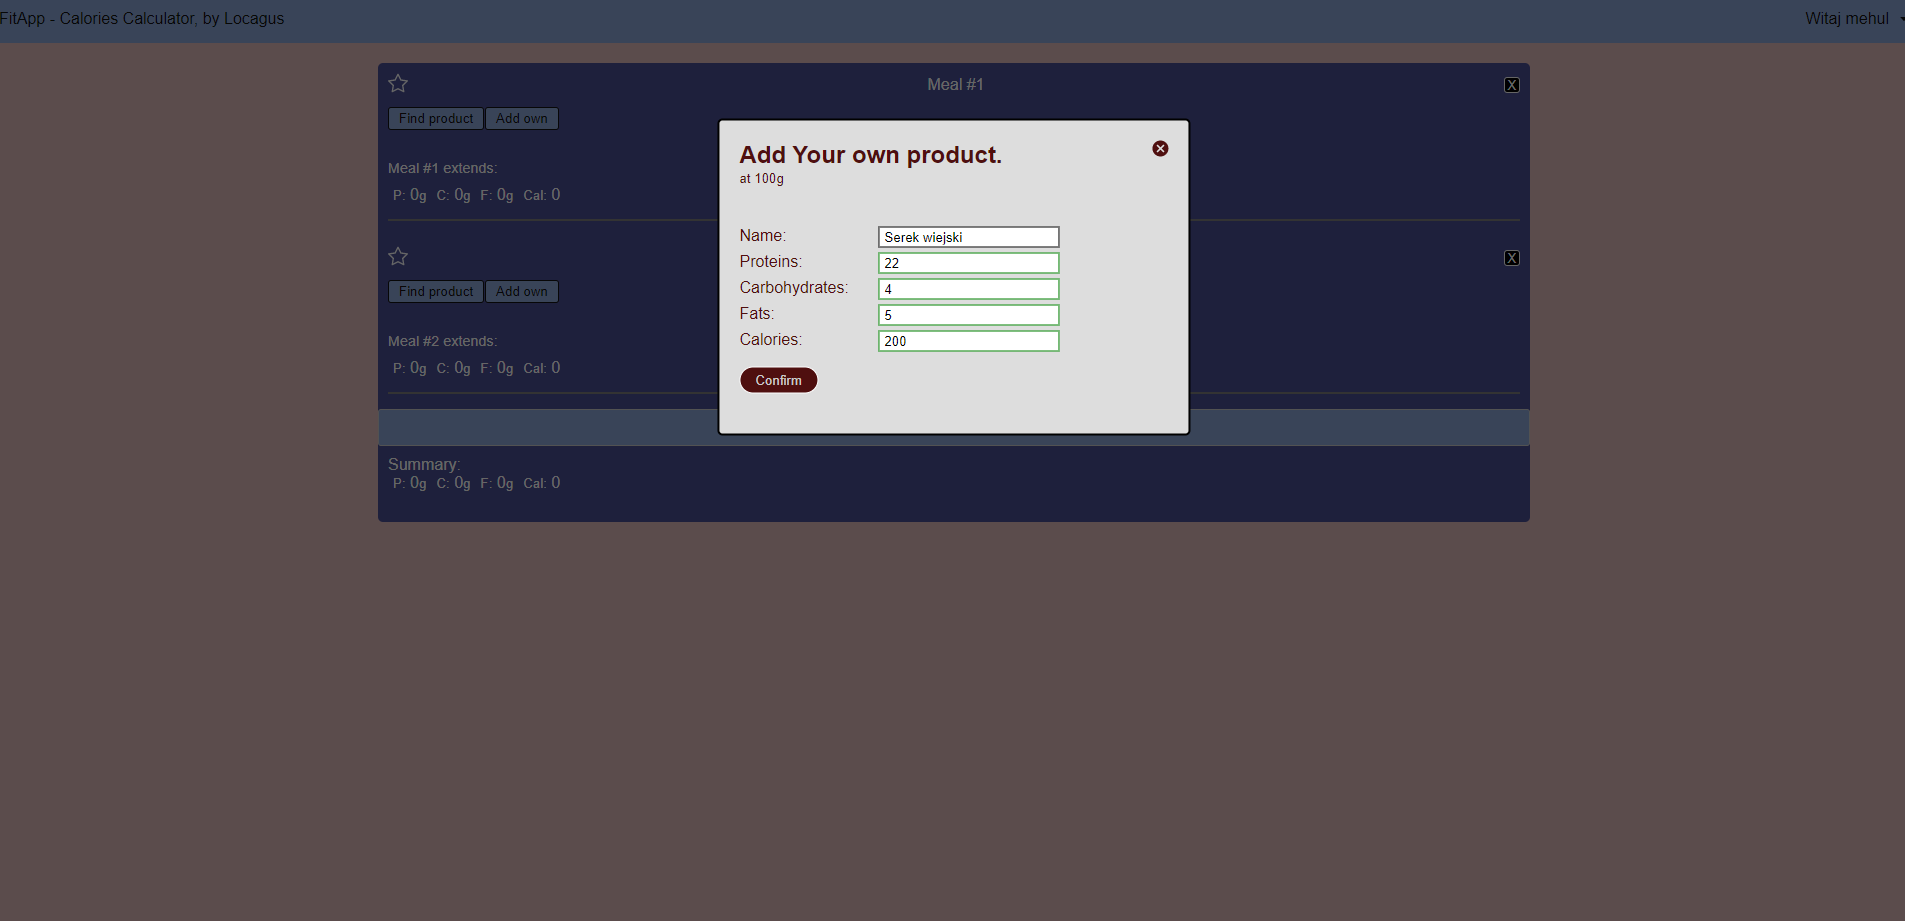 FitApp - Calories Calculator, by Locagus
Witaj mehul
Meal #1
X
Find product
Add own
Meal #1 extends:
P: 0g C: 0g F: 0g Cal: 0
X
Find product
Add own
Meal #2 extends:
P: 0g C: 0g F: 0g Cal: 0
Summary:
P: 0g C: 0g F: 0g Cal: 0
Add Your own product.
at 100g
Name: Serek wiejski
Proteins: 22
Carbohydrates: 4
Fats: 5
Calories: 200
Confirm